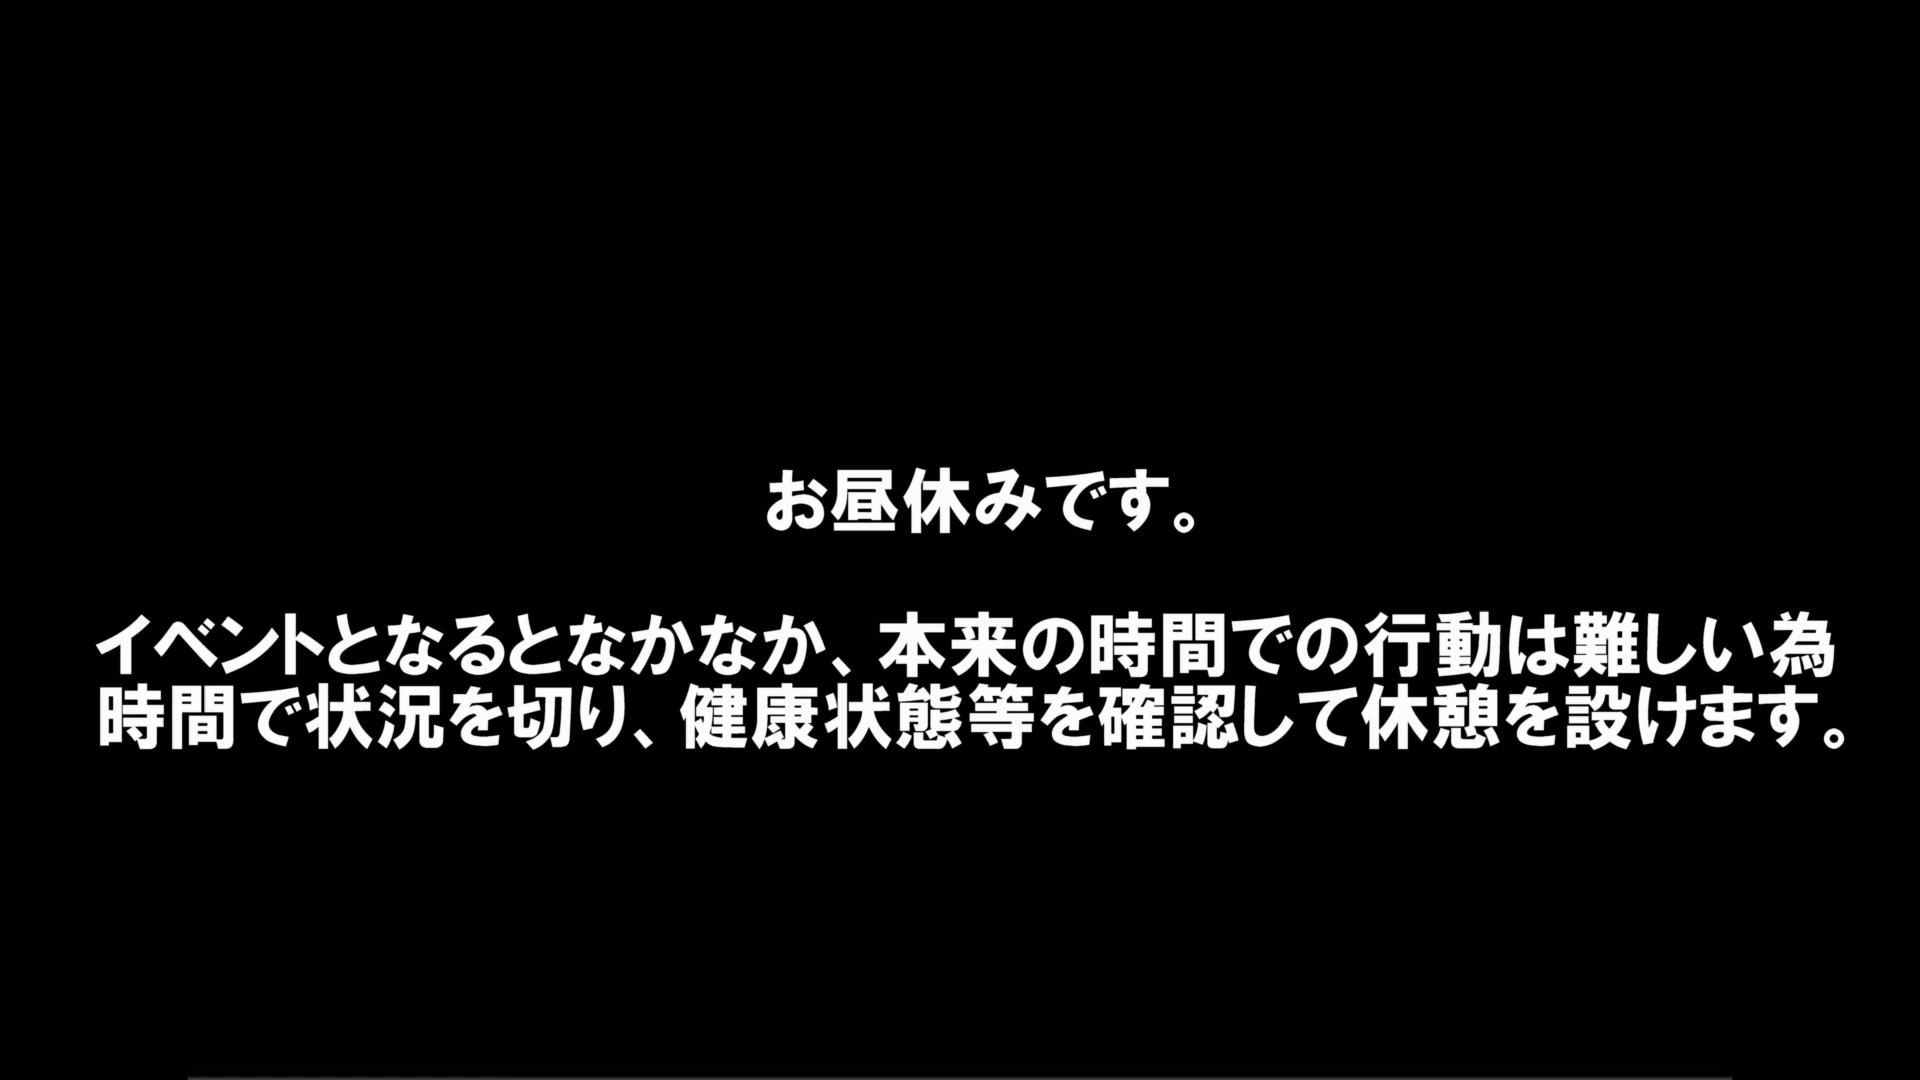 お昼休みです。
イベントとなるとなかなか、本来の時間での行動は難しい為
時間で状況を切り、健康状態等を確認して休憩を設けます。